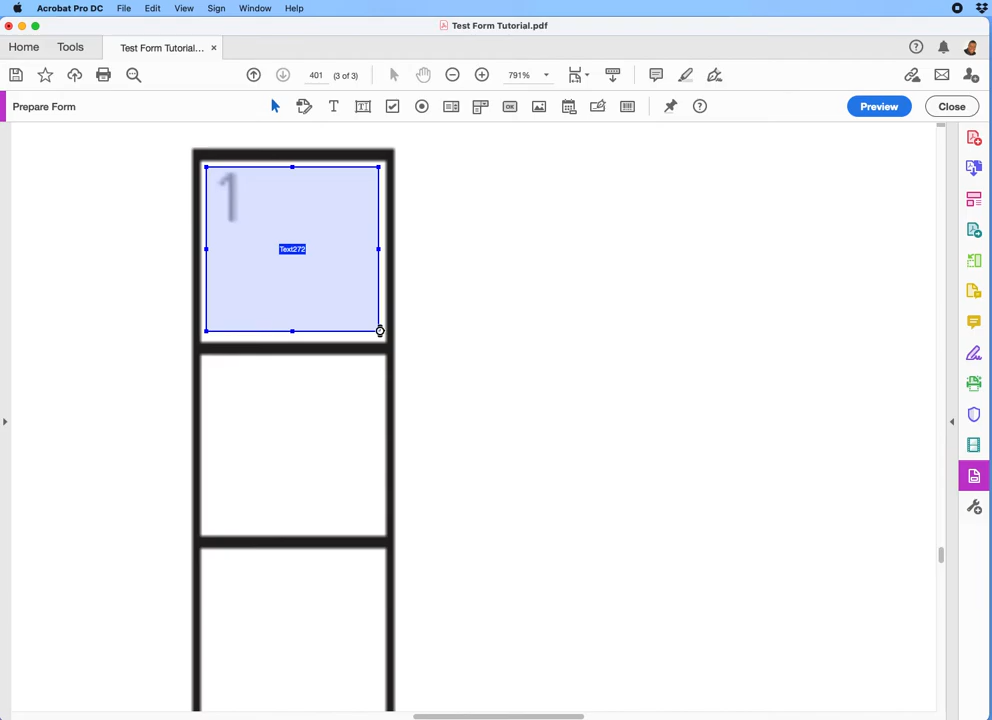 Acrobat Pro DC File Edit View Sign Window Help
Test Form Tutorial.pdf
Home Tools Test Form Tutorial... ×
401 (3 of 3) 791%
Prepare Form T T OK Preview Close
1
Text272